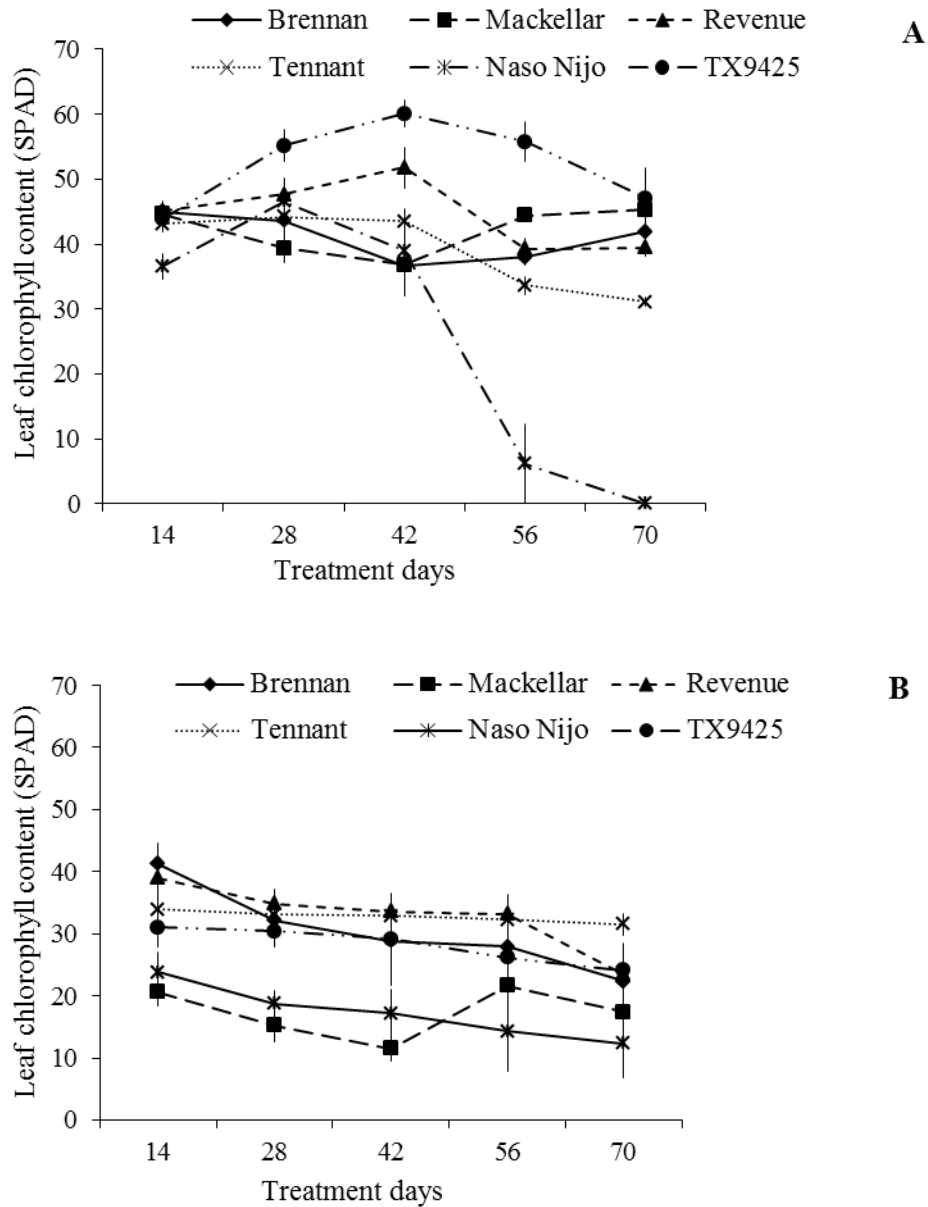 Brennan Mackellar Revenue
A
Tennant Naso Nijo TX9425
70
60
50
40
30
20
10
0
Leaf chlorophyll content (SPAD)
14 28 42 56 70
Treatment days
Brennan Mackellar Revenue
B
Tennant Naso Nijo TX9425
70
60
50
40
30
20
10
0
Leaf chlorophyll content (SPAD)
14 28 42 56 70
Treatment days